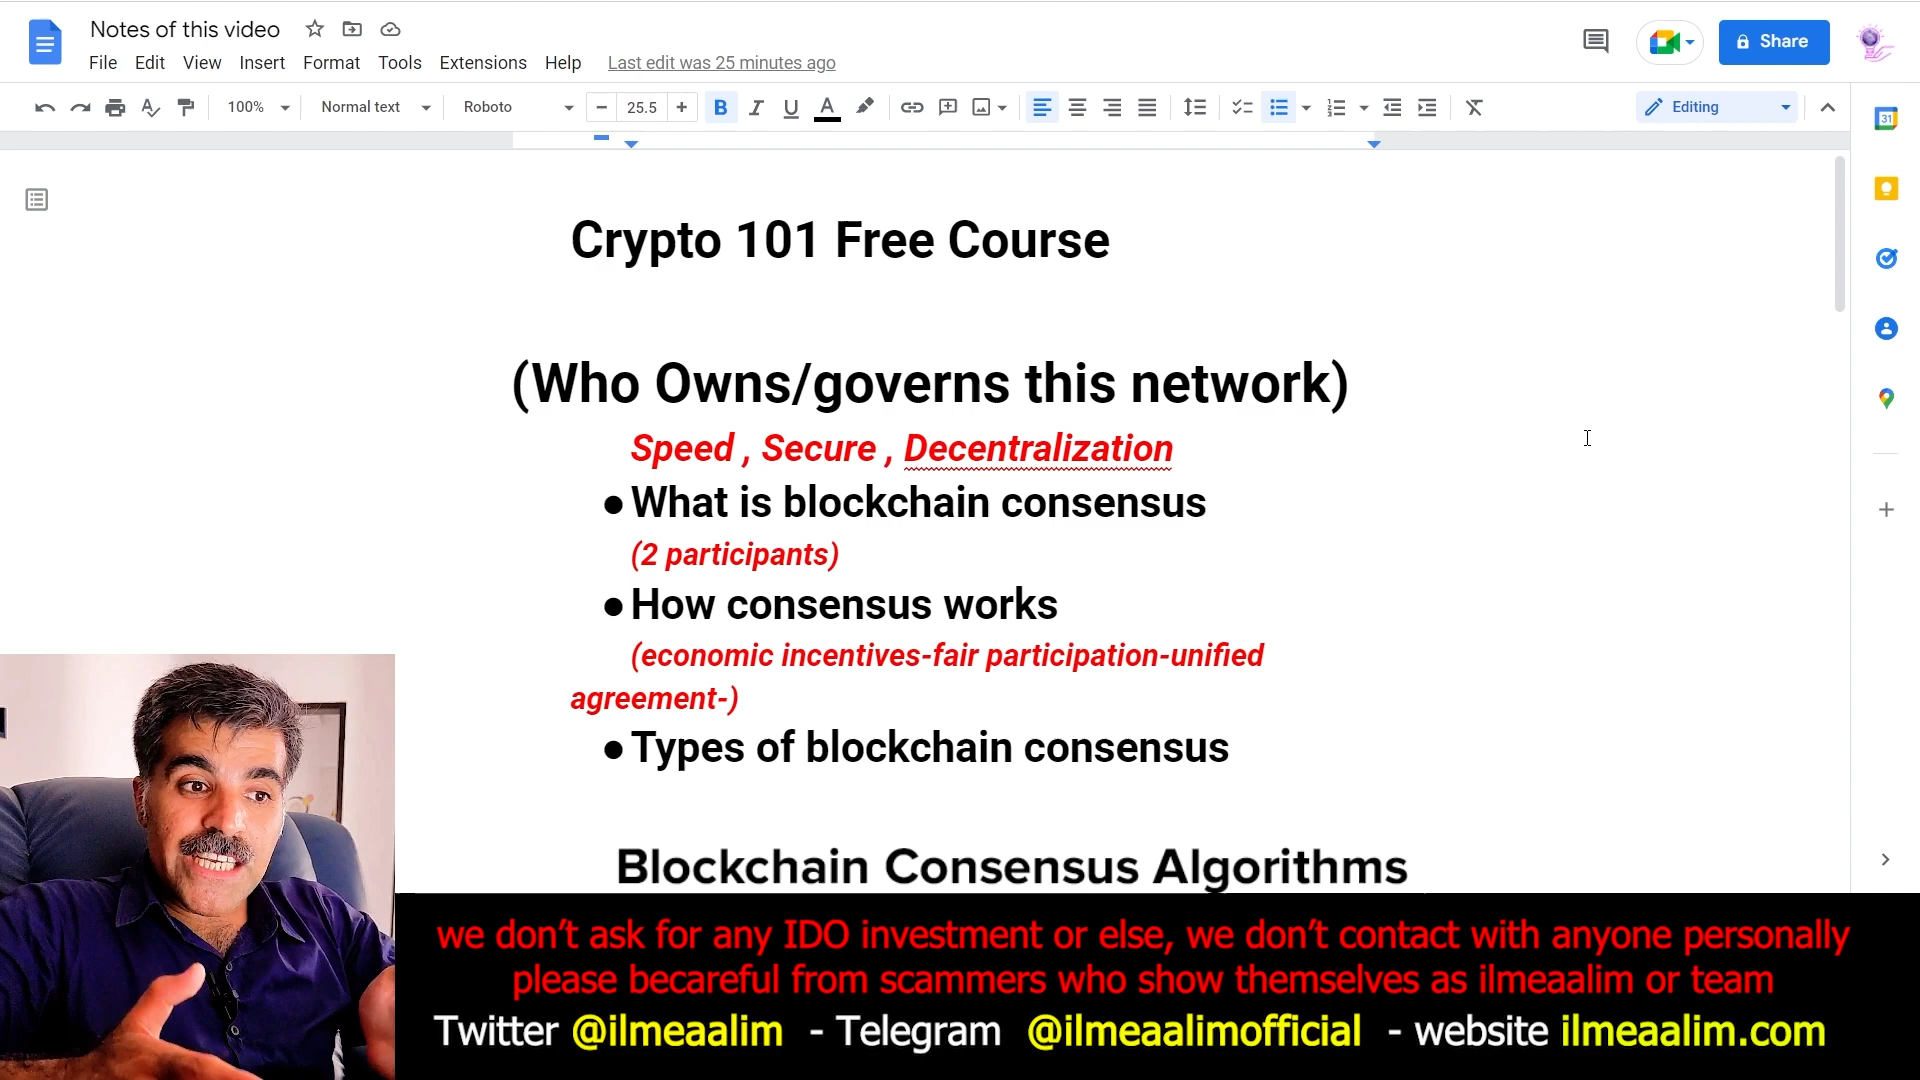 Notes of this video
File Edit View Insert Format Tools Extensions Help Last edit was 25 minutes ago
Share
100% Normal text Roboto 25.5 B I U A Editing
31
Crypto 101 Free Course
(Who Owns/governs this network)
Speed , Secure , Decentralization
● What is blockchain consensus
(2 participants)
● How consensus works
(economic incentives-fair participation-unified
agreement-)
● Types of blockchain consensus
Blockchain Consensus Algorithms
we don't ask for any IDO investment or else, we don't contact with anyone personally
please becareful from scammers who show themselves as ilmeaalim or team
Twitter @ilmeaalim - Telegram @ilmeaalimofficial - website ilmeaalim.com